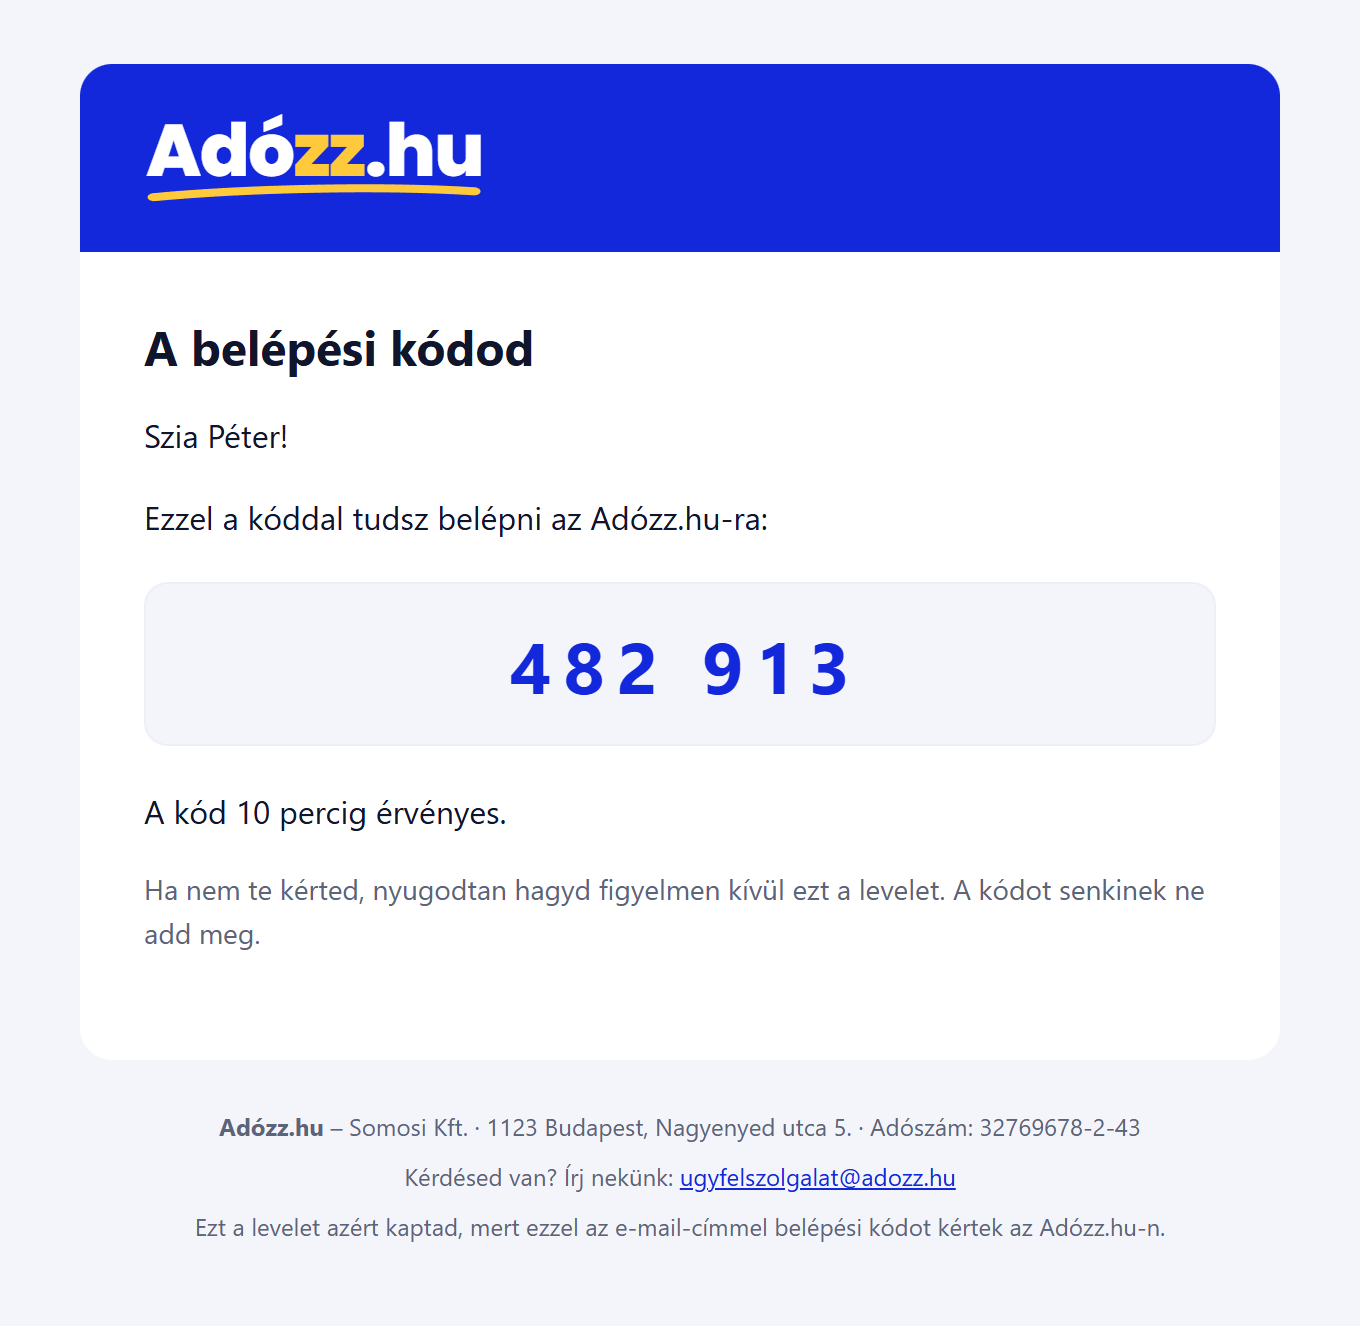 Adózz.hu
A belépési kódod
Szia Péter!
Ezzel a kóddal tudsz belépni az Adózz.hu-ra:
482 913
A kód 10 percig érvényes.
Ha nem te kérted, nyugodtan hagyd figyelmen kívül ezt a levelet. A kódot senkinek ne
add meg.
Adózz.hu – Somosi Kft. · 1123 Budapest, Nagyenyed utca 5. · Adószám: 32769678-2-43
Kérdésed van? Írj nekünk: ugyfelszolgalat@adozz.hu
Ezt a levelet azért kaptad, mert ezzel az e-mail-címmel belépési kódot kértek az Adózz.hu-n.